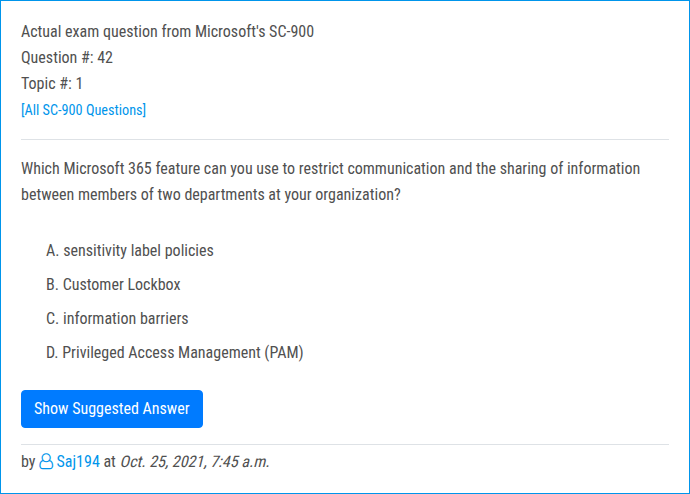 Actual exam question from Microsoft's SC-900
Question #: 42
Topic #: 1
[All SC-900 Questions]
Which Microsoft 365 feature can you use to restrict communication and the sharing of information
between members of two departments at your organization?
A. sensitivity label policies
B. Customer Lockbox
C. information barriers
D. Privileged Access Management (PAM)
Show Suggested Answer
by Saj194 at Oct. 25, 2021, 7:45 a.m.